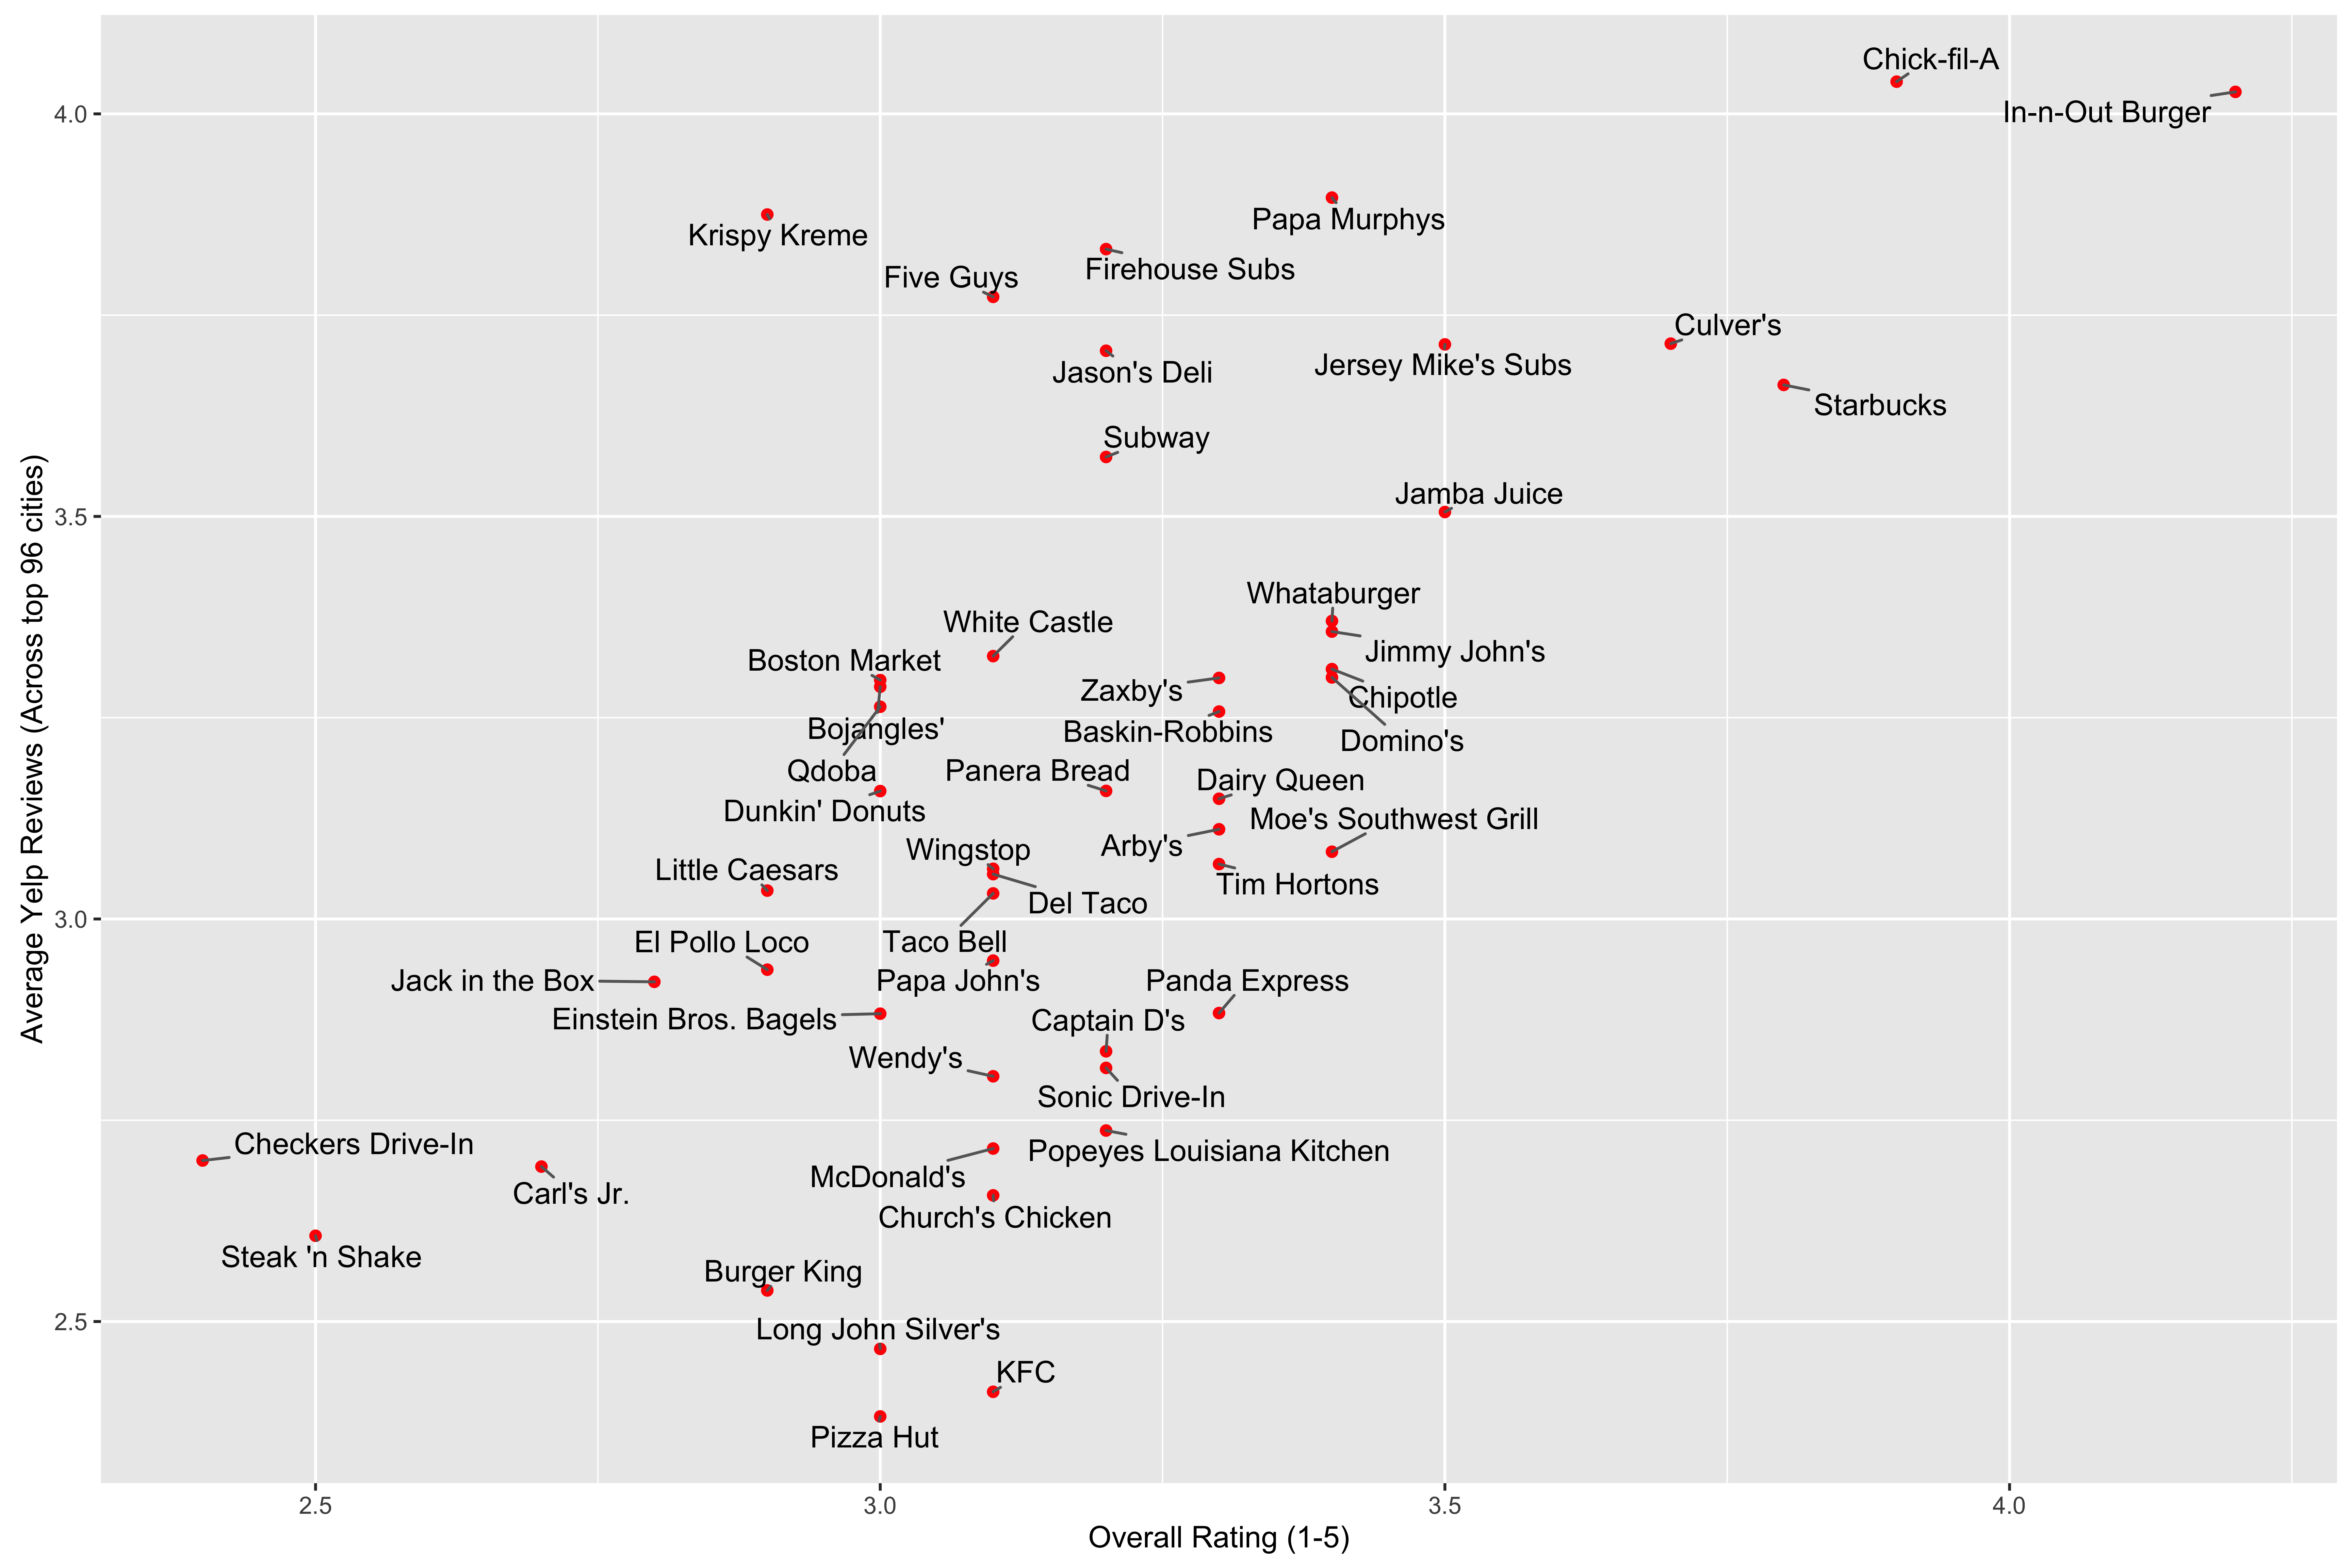 Chick-fil-A
4.0
In-n-Out Burger
Papa Murphys
Krispy Kreme
Firehouse Subs
Five Guys
Culver's
Jersey Mike's Subs
Jason's Deli
Starbucks
Subway
Jamba Juice
3.5
Whataburger
White Castle
Jimmy John's
Boston Market
Zaxby's
Chipotle
Bojangles'
Baskin-Robbins
Domino's
Qdoba
Panera Bread
Dairy Queen
Dunkin' Donuts
Moe's Southwest Grill
Arby's
Wingstop
Little Caesars
Tim Hortons
Del Taco
3.0
El Pollo Loco
Taco Bell
Jack in the Box
Papa John's
Panda Express
Einstein Bros. Bagels
Captain D's
Wendy's
Sonic Drive-In
Checkers Drive-In
Popeyes Louisiana Kitchen
McDonald's
Carl's Jr.
Church's Chicken
Steak 'n Shake
Burger King
2.5
Long John Silver's
KFC
Pizza Hut
2.5 3.0 3.5 4.0
Overall Rating (1-5)
Average Yelp Reviews (Across top 96 cities)